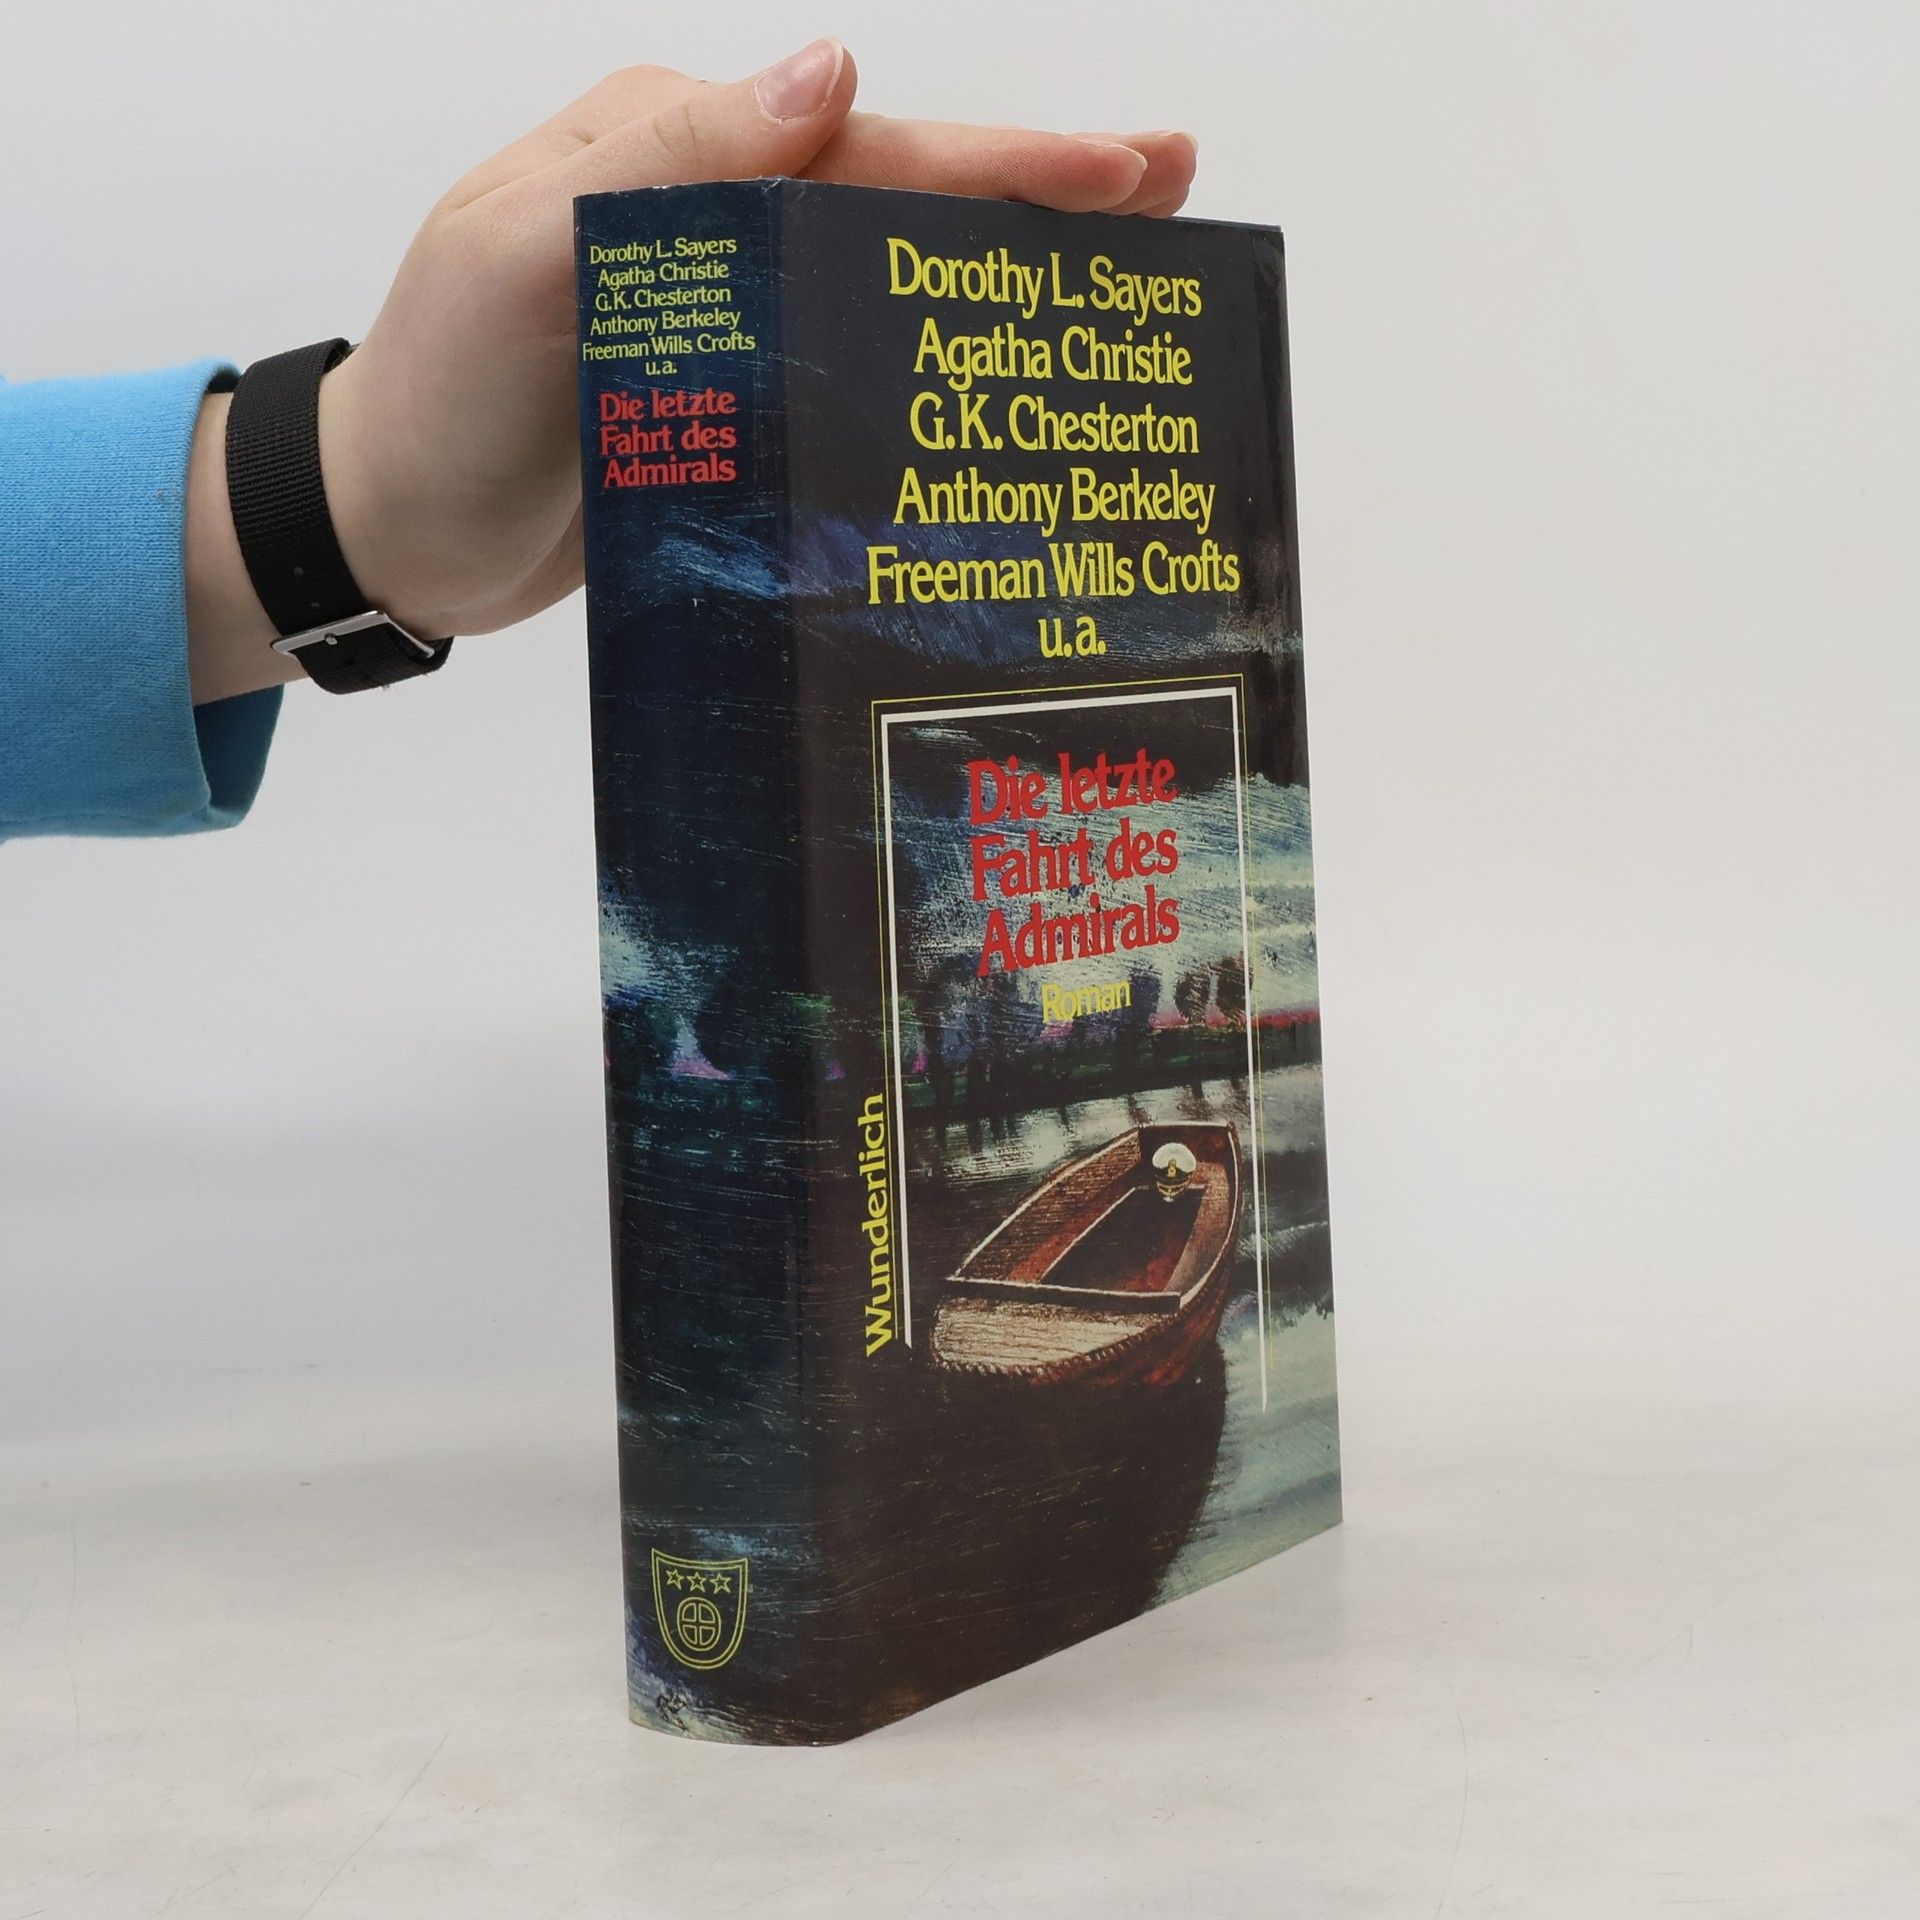 Dorothy L. Sayers
Agatha Christie
G.K. Chesterton
Anthony Berkeley
Freeman Wills Crofts
u.a.
Die letzte
Fahrt des
Admirals
Dorothy L. Sayers
Agatha Christie
G.K. Chesterton
Anthony Berkeley
Freeman Wills Crofts
u.a.
Die letzte
Fahrt des
Admirals
Roman
Wunderlich